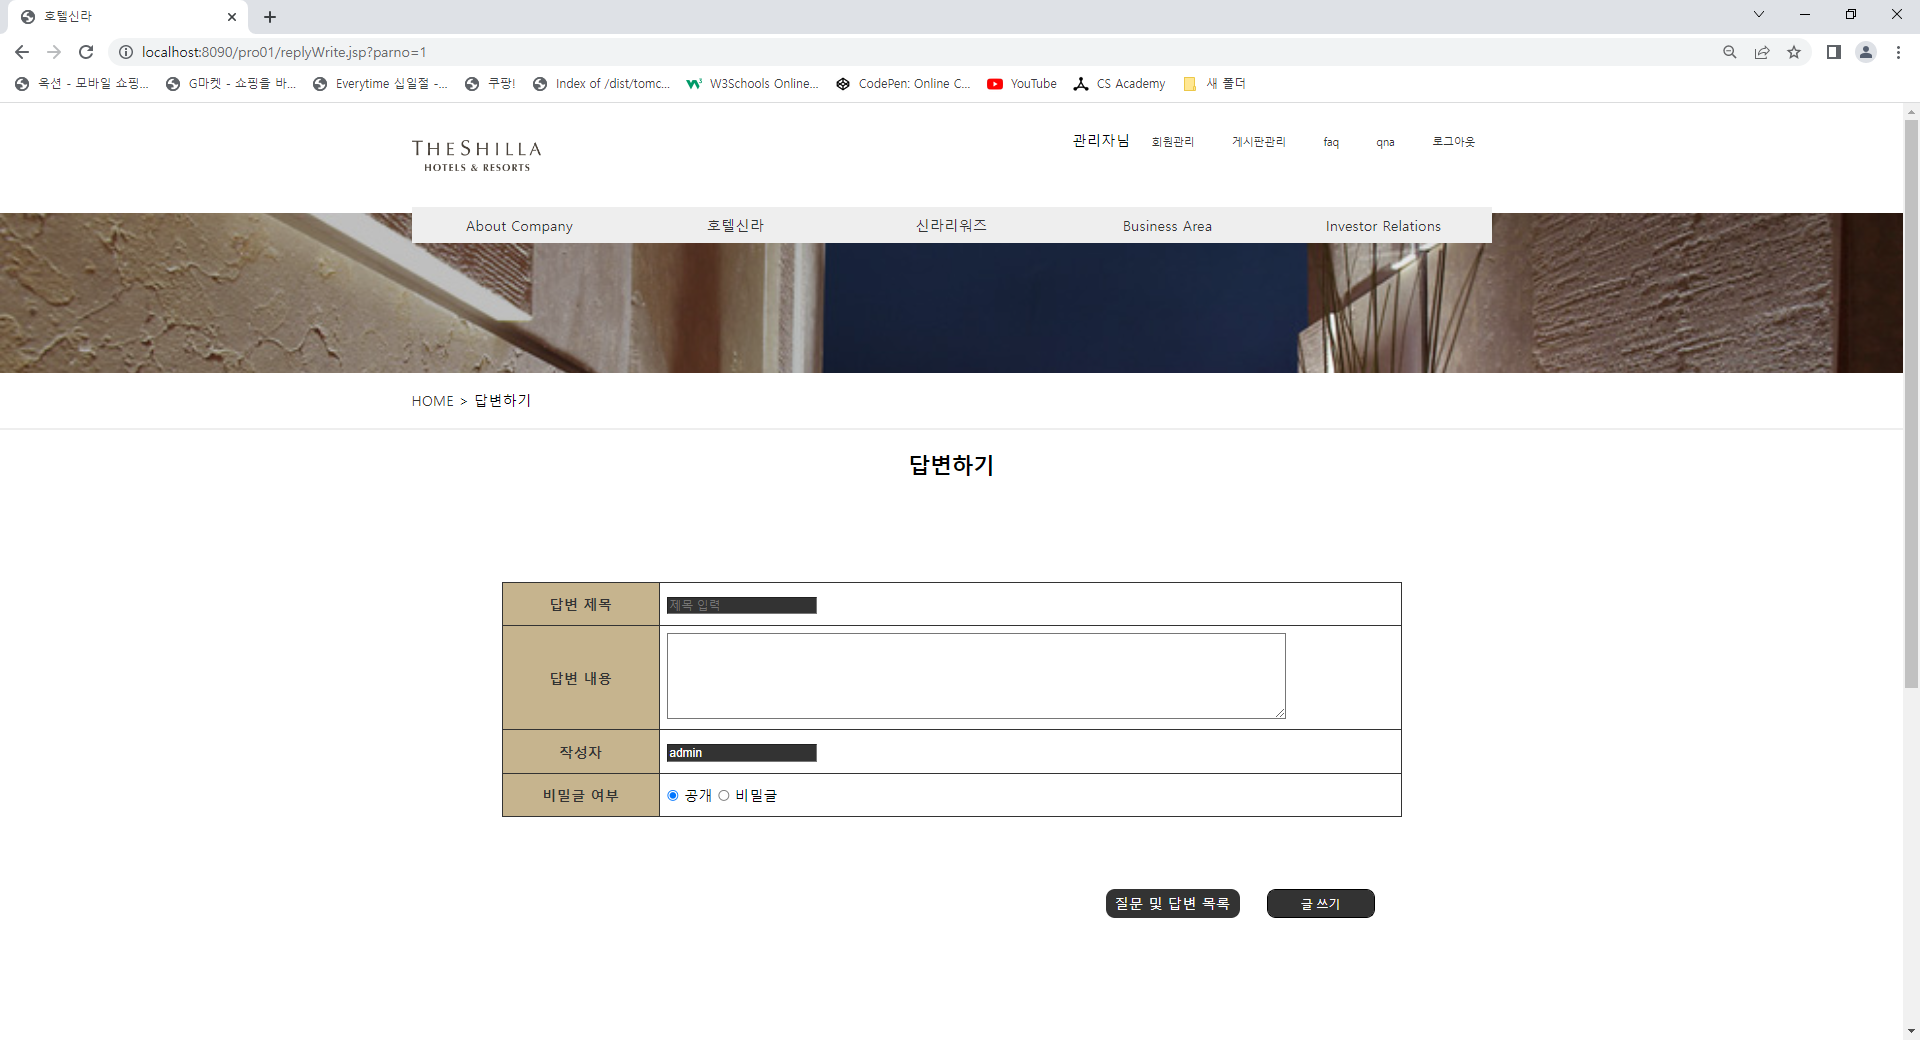 호텔신라
localhost:8090/pro01/replyWrite.jsp?parno=1
옥션 - 모바일 쇼핑... G마켓 - 쇼핑을 바... Everytime 십일절 -... 쿠팡! Index of /dist/tomc... W3Schools Online... CodePen: Online C... YouTube CS Academy 새 폴더
관리자님 회원관리 게시판관리 faq qna 로그아웃
THE SHILLA
HOTELS & RESORTS
About Company 호텔신라 신라리워즈 Business Area Investor Relations
HOME > 답변하기
답변하기
답변 제목 제목 입력
답변 내용
작성자 admin
비밀글 여부 공개 비밀글
질문 및 답변 목록 글 쓰기